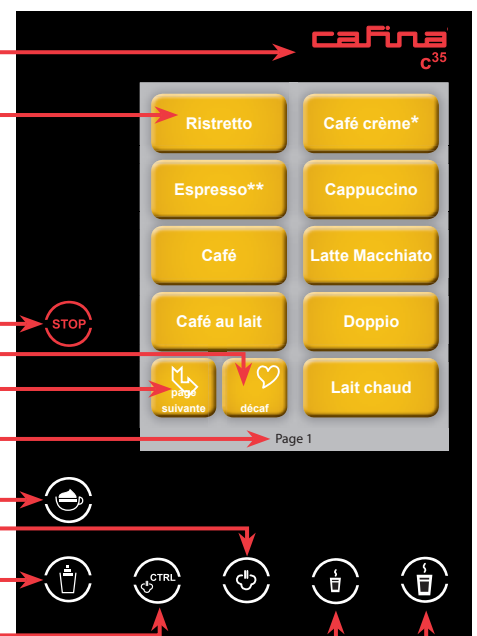 cafina
c35
Ristretto
Café crème*
Espresso**
Cappuccino
Café
Latte Macchiato
STOP
Café au lait
Doppio
page
suivante
décaf
Lait chaud
Page 1
CTRL